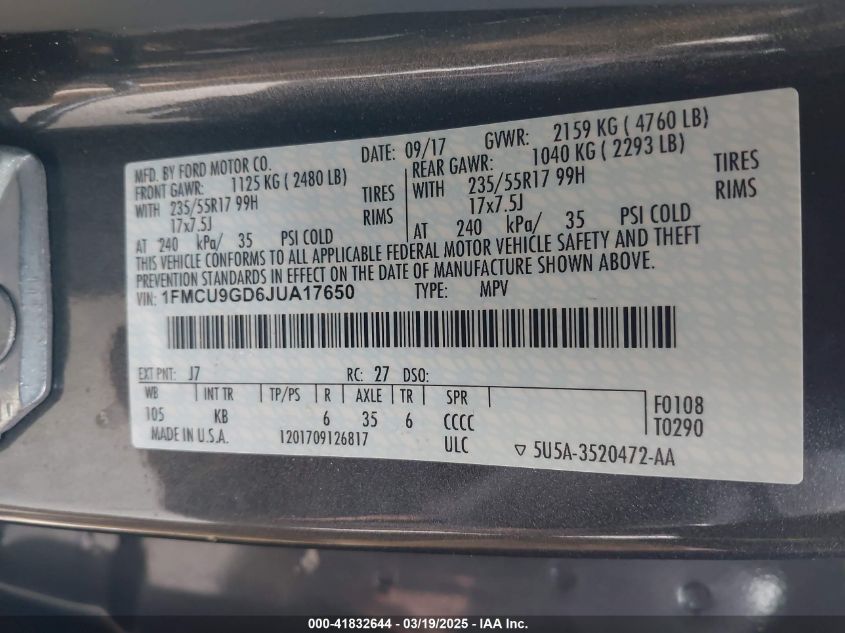 MFD. BY FORD MOTOR CO.
DATE: 09/17
GVWR: 2159 KG ( 4760 LB)
FRONT GAWR: 1125 KG ( 2480 LB)
REAR GAWR: 1040 KG ( 2293 LB)
WITH 235/55R17 99H TIRES
WITH 235/55R17 99H TIRES
17x7.5J RIMS
17x7.5J RIMS
AT 240 kPa/ 35 PSI COLD
AT 240 kPa/ 35 PSI COLD
THIS VEHICLE CONFORMS TO ALL APPLICABLE FEDERAL MOTOR VEHICLE SAFETY AND THEFT
PREVENTION STANDARDS IN EFFECT ON THE DATE OF MANUFACTURE SHOWN ABOVE.
VIN: 1FMCU9GD6JUA17650
TYPE: MPV
EXT PNT: J7 RC: 27 DSO:
WB INT TR TP/PS R AXLE TR SPR
105 KB 6 35 6 CCCC
F0108
T0290
MADE IN U.S.A. 1201709126817 ULC
▽ 5U5A-3520472-AA
000-41832644 - 03/19/2025 - IAA Inc.